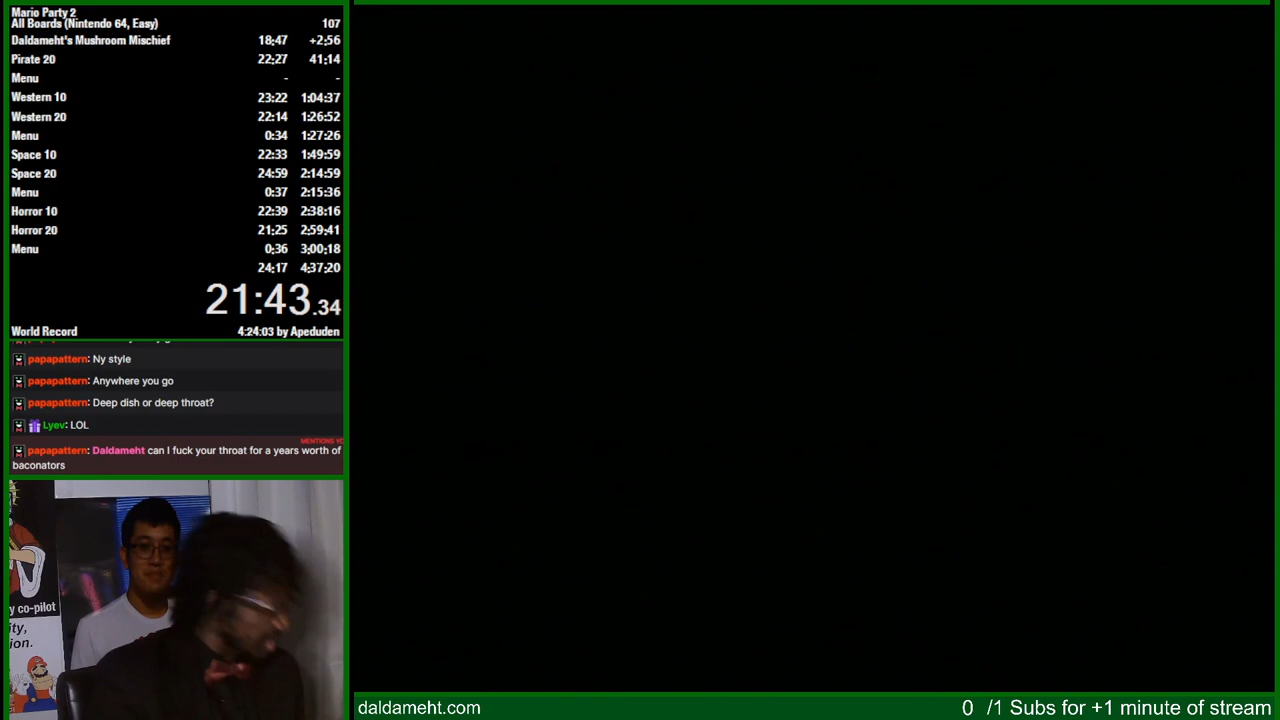 Mario Party 2
All Boards (Nintendo 64, Easy) 107
Daldameht's Mushroom Mischief 18:47 +2:56
Pirate 20 22:27 41:14
Menu - -
Western 10 23:22 1:04:37
Western 20 22:14 1:26:52
Menu 0:34 1:27:26
Space 10 22:33 1:49:59
Space 20 24:59 2:14:59
Menu 0:37 2:15:36
Horror 10 22:39 2:38:16
Horror 20 21:25 2:59:41
Menu 0:36 3:00:18
24:17 4:37:20
21:43.34
World Record 4:24:03 by Apeduden
papapattern: Ny style
papapattern: Anywhere you go
papapattern: Deep dish or deep throat?
Lyev: LOL
MENTIONS YO
papapattern: Daldameht can I fuck your throat for a years worth of
baconators
y co-pilot
ity,
ion.
daldameht.com
0 /1 Subs for +1 minute of stream